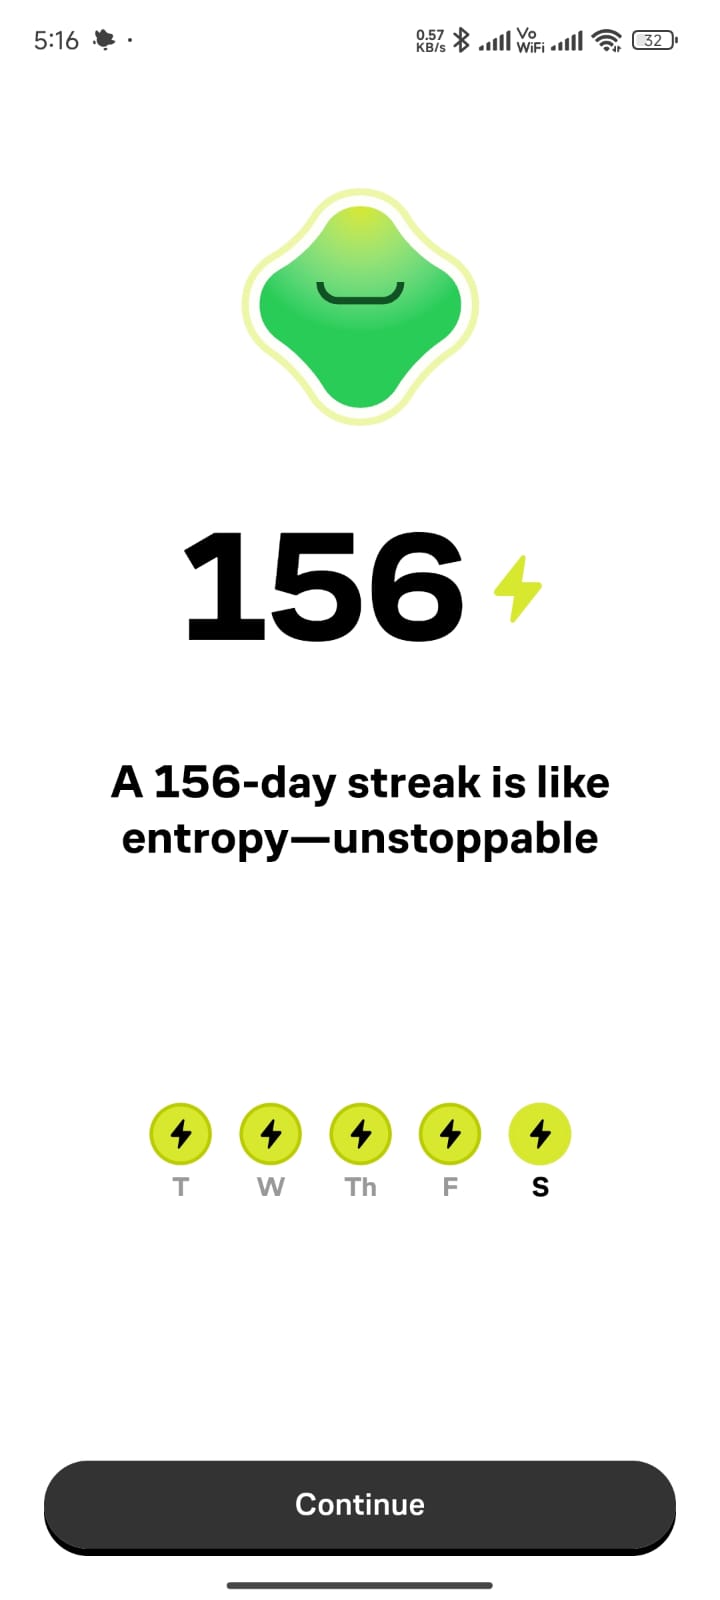 5:16
0.57
KB/s
Vo
WiFi
32
156
A 156-day streak is like
entropy—unstoppable
T W Th F S
Continue